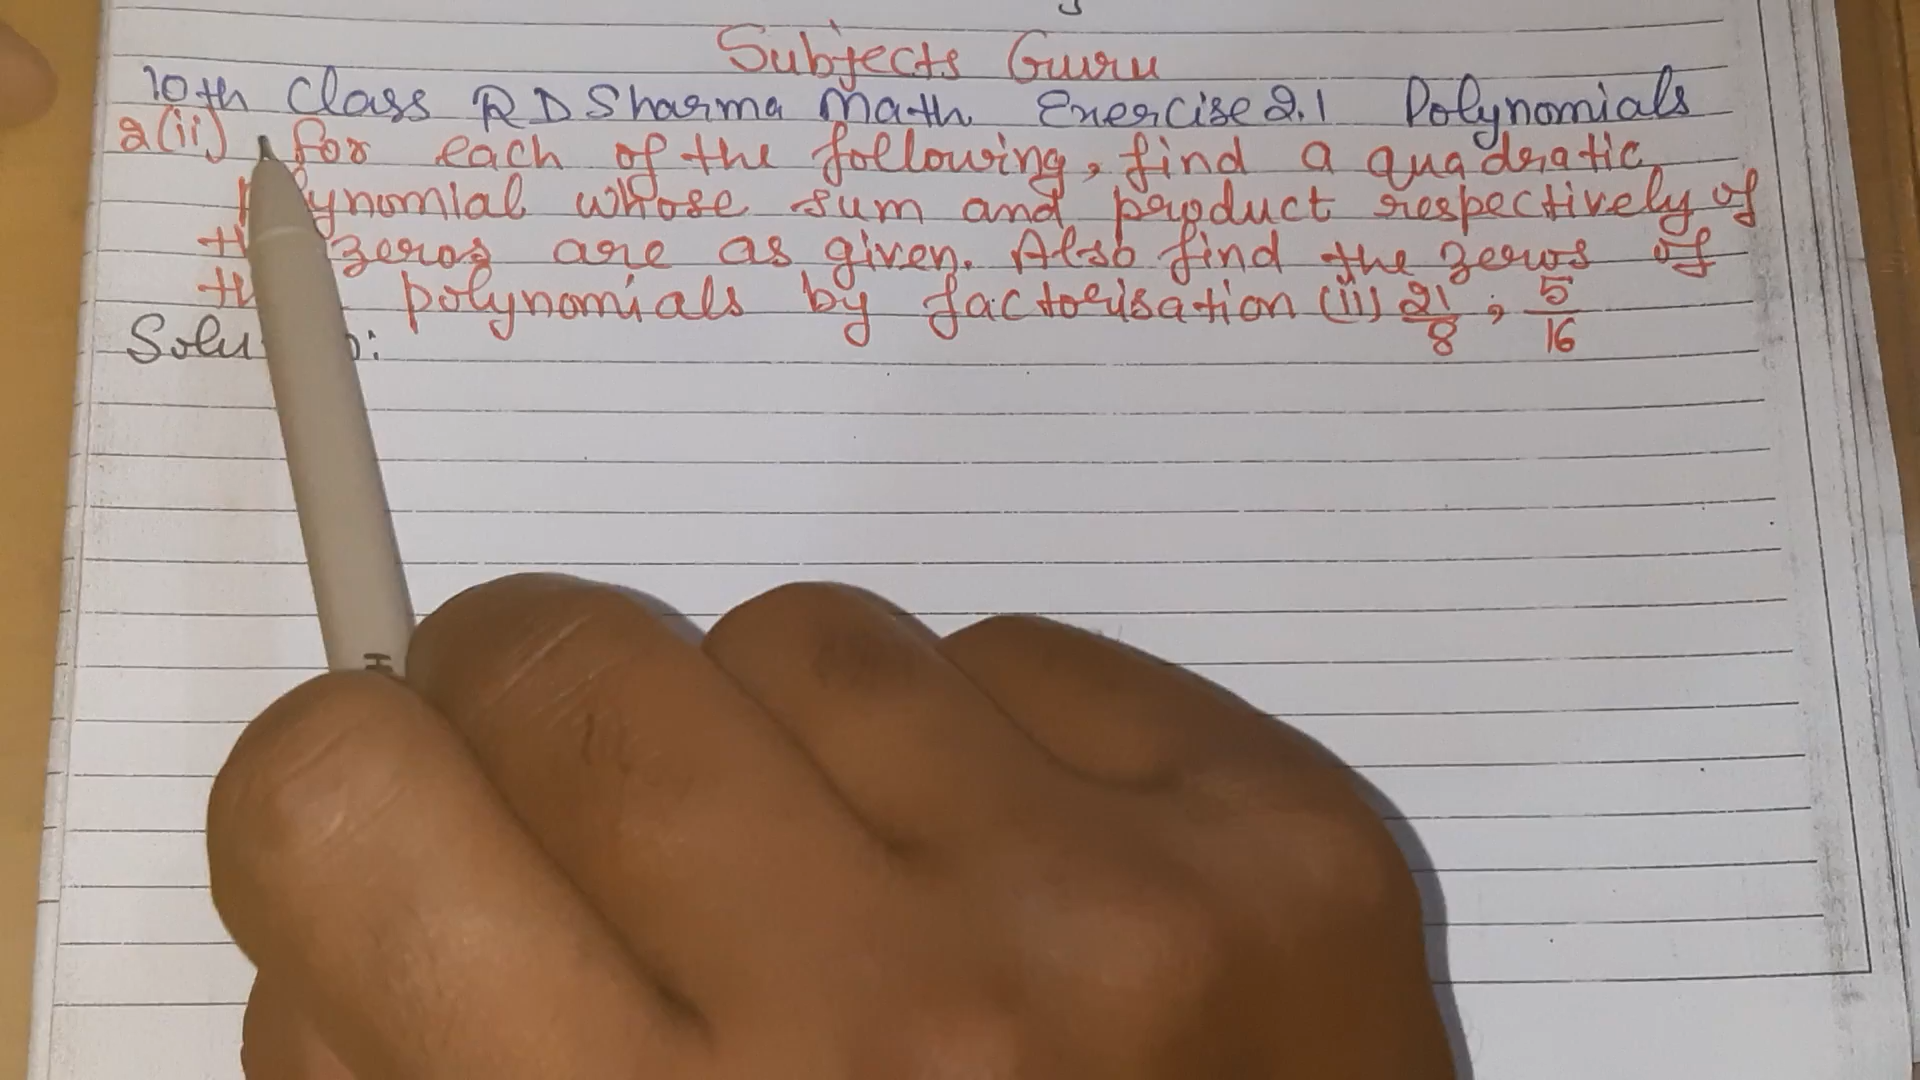 Subjects Guru
10th Class RD Sharma Math Exercise 2.1 Polynomials
2(ii) for each of the following, find a quadratic
ynomial whose sum and product respectively of
zeros are as given. Also find the zeros of
polynomials by factorisation (ii) 21/8, 5/16
Solu :